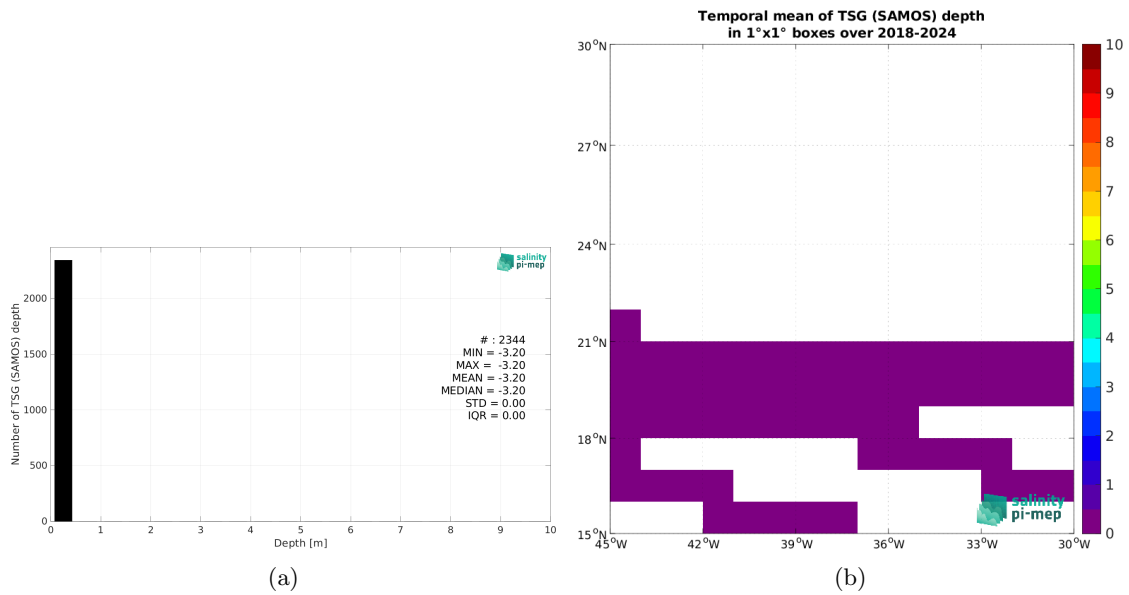 salinity
pi-mep
# : 2344
MIN = -3.20
MAX = -3.20
MEAN = -3.20
MEDIAN = -3.20
STD = 0.00
IQR = 0.00
Number of TSG (SAMOS) depth
2000
1500
1000
500
0
0 1 2 3 4 5 6 7 8 9 10
Depth [m]
(a)
Temporal mean of TSG (SAMOS) depth
in 1°x1° boxes over 2018-2024
30°N
27°N
24°N
21°N
18°N
15°N
45°W 42°W 39°W 36°W 33°W 30°W
salinity
pi-mep
10
9
8
7
6
5
4
3
2
1
0
(b)